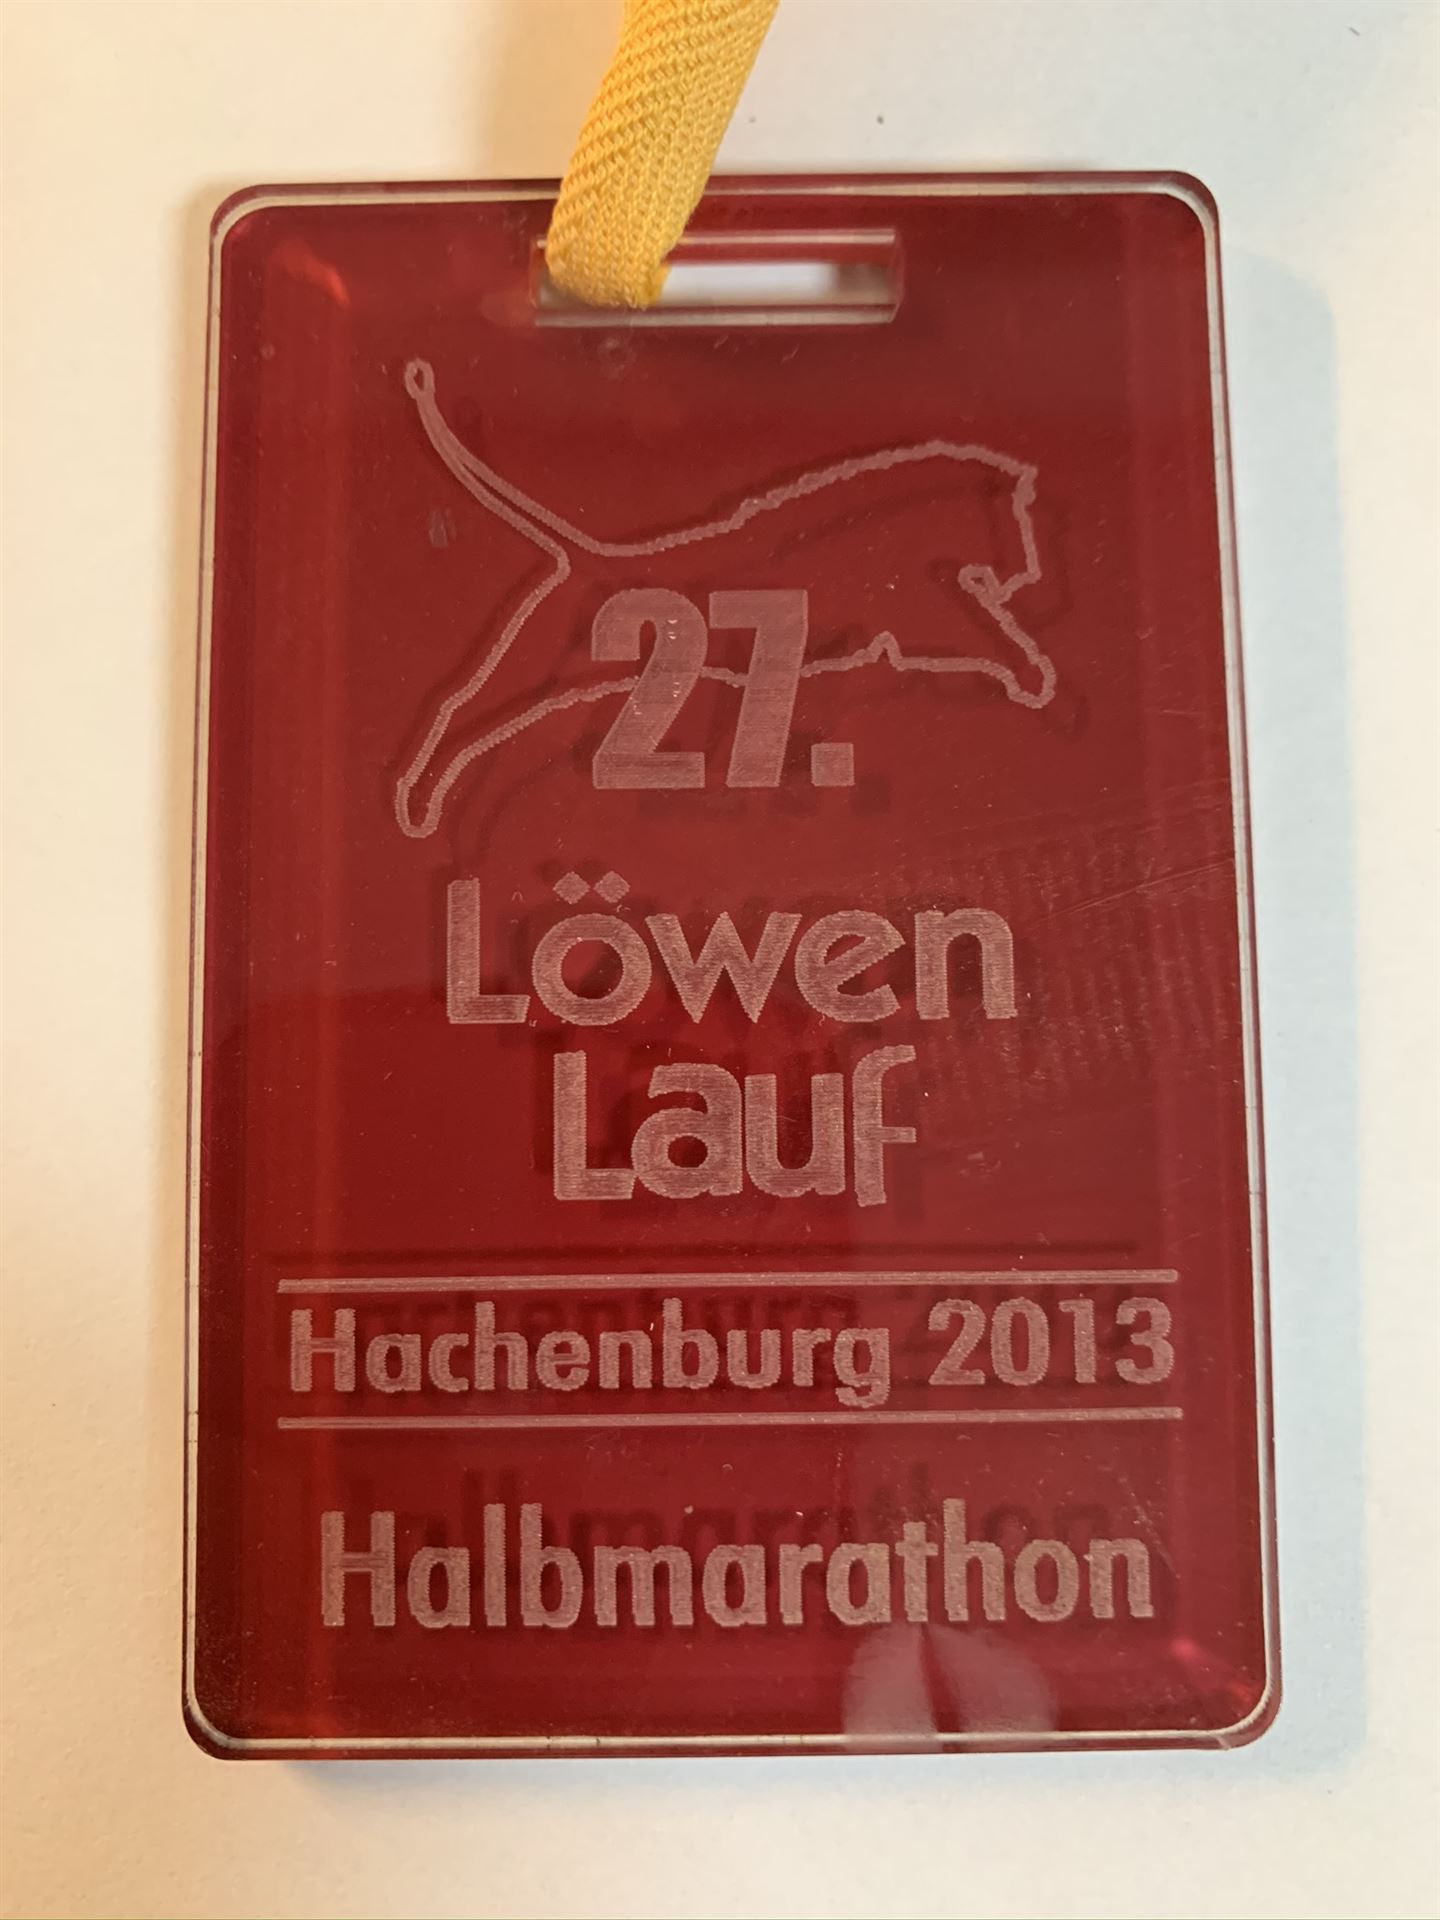 27.
Löwen
Lauf
Hachenburg 2013
Halbmarathon